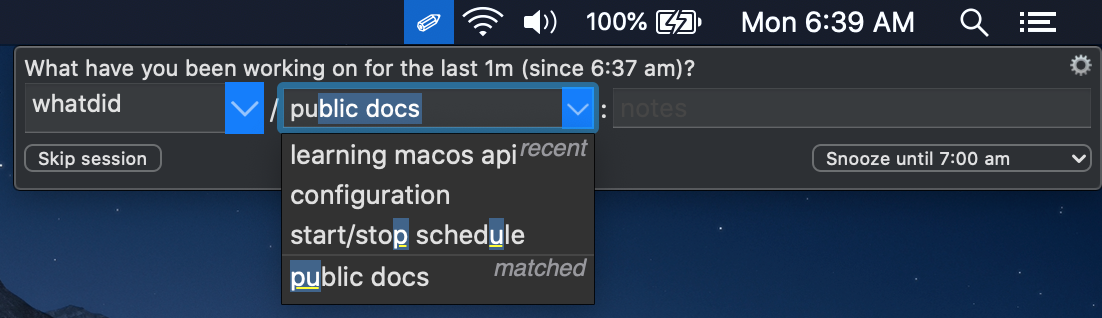 100% Mon 6:39 AM
What have you been working on for the last 1m (since 6:37 am)?
whatdid / public docs : notes
learning macos api recent
configuration
start/stop schedule
public docs matched
Skip session Snooze until 7:00 am